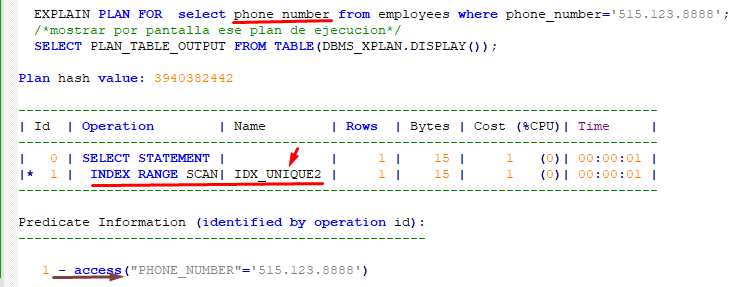 EXPLAIN PLAN FOR  select phone_number from employees where phone_number='515.123.8888';
/*mostrar por pantalla ese plan de ejecucion*/
SELECT PLAN_TABLE_OUTPUT FROM TABLE(DBMS_XPLAN.DISPLAY());
Plan hash value: 3940382442
--------------------------------------------------------------------------------
| Id  | Operation        | Name        | Rows  | Bytes | Cost (%CPU)| Time     |
--------------------------------------------------------------------------------
|   0 | SELECT STATEMENT |             |     1 |    15 |     1   (0)| 00:00:01 |
|*  1 |  INDEX RANGE SCAN| IDX_UNIQUE2 |     1 |    15 |     1   (0)| 00:00:01 |
--------------------------------------------------------------------------------
Predicate Information (identified by operation id):
---------------------------------------------------
1 - access("PHONE_NUMBER"='515.123.8888')